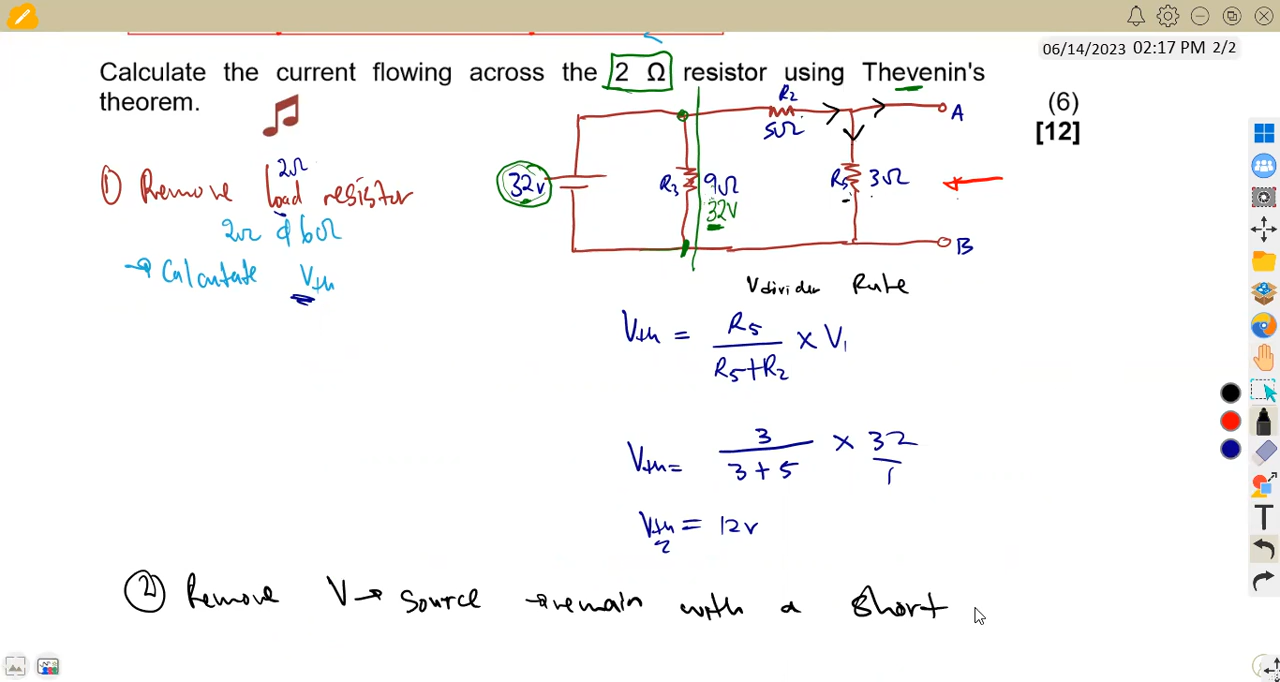 06/14/2023 02:17 PM 2/2
Calculate the current flowing across the 2 Ω resistor using Thevenin's
theorem.
(6)
[12]
① Remove load resistor
2Ω
2Ω & 6Ω
→ Calculate Vth
32V
R3 9Ω
32V
R2
5Ω
R5 3Ω
A
B
Vdivider Rule
Vth = R5 / R5+R2 × V1
Vth = 3 / 3 + 5 × 32 / 1
Vth = 12V
② Remove V → source → remain with a short
T